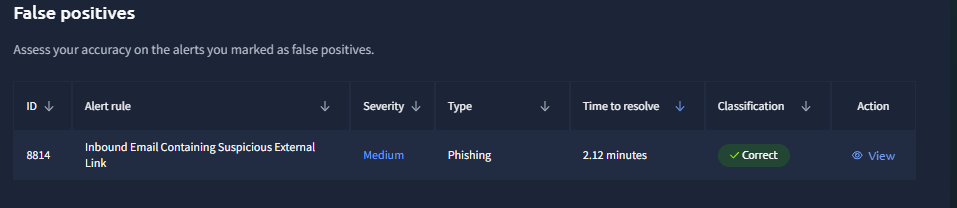 False positives
Assess your accuracy on the alerts you marked as false positives.
ID Alert rule Severity Type Time to resolve Classification Action
8814 Inbound Email Containing Suspicious External Link Medium Phishing 2.12 minutes Correct View